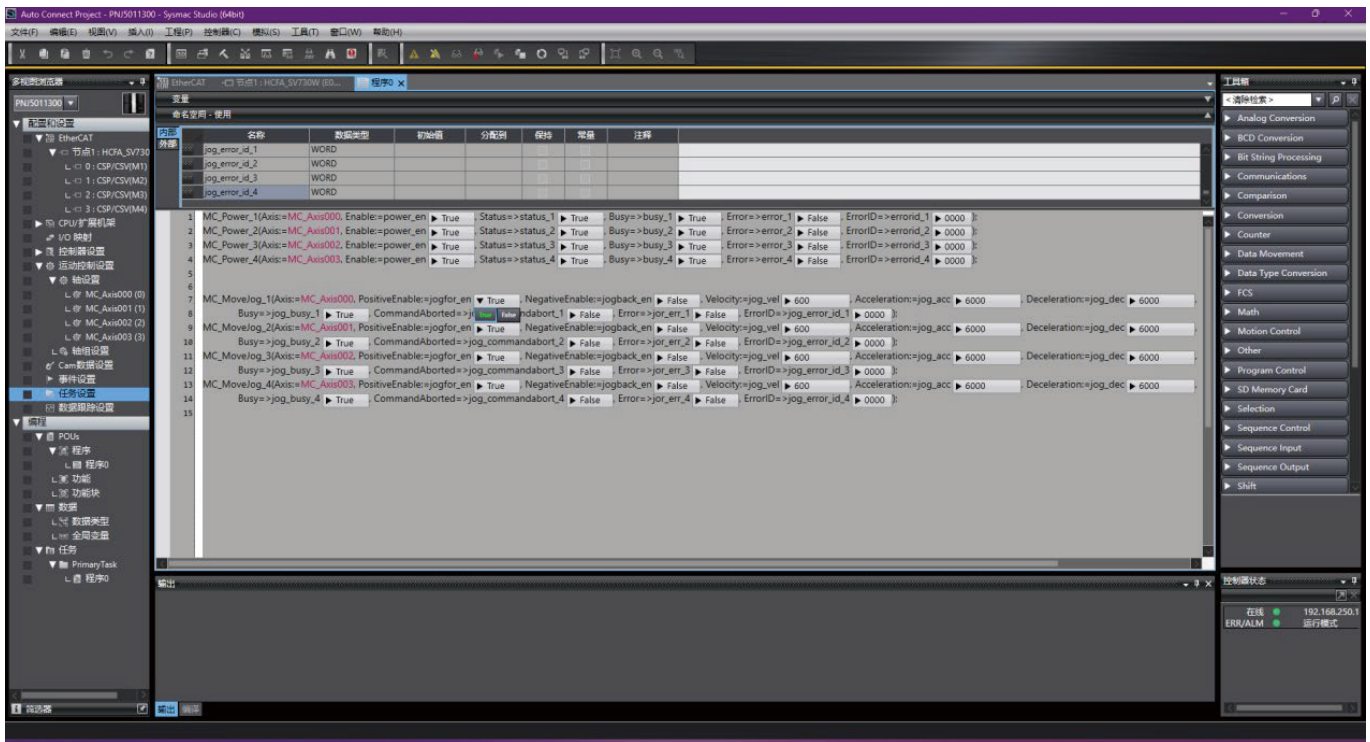 Auto Connect Project - PNJ5011300 - Sysmac Studio (64bit)
文件(F) 编辑(E) 视图(V) 插入(I) 工程(P) 控制器(C) 模拟(S) 工具(T) 窗口(W) 帮助(H)
多视图浏览器
PNJ5011300
配置和设置
EtherCAT
节点1 : HCFA_SV730
0 : CSP/CSV(M1)
1 : CSP/CSV(M2)
2 : CSP/CSV(M3)
3 : CSP/CSV(M4)
CPU/扩展机架
I/O 映射
控制器设置
运动控制设置
轴设置
MC_Axis000 (0)
MC_Axis001 (1)
MC_Axis002 (2)
MC_Axis003 (3)
轴组设置
Cam数据设置
事件设置
任务设置
数据跟踪设置
编程
POUs
程序
程序0
功能
功能块
数据
数据类型
全局变量
任务
PrimaryTask
程序0
筛选器
EtherCAT 节点1 : HCFA_SV730W (E0... 程序0 x
变量
命名空间 - 使用
内部
外部
名称 数据类型 初始值 分配到 保持 常量 注释
jog_error_id_1 WORD
jog_error_id_2 WORD
jog_error_id_3 WORD
jog_error_id_4 WORD
1 MC_Power_1(Axis:=MC_Axis000, Enable:=power_en True , Status=>status_1 True , Busy=>busy_1 True , Error=>error_1 False , ErrorID=>errorid_1 0000 );
2 MC_Power_2(Axis:=MC_Axis001, Enable:=power_en True , Status=>status_2 True , Busy=>busy_2 True , Error=>error_2 False , ErrorID=>errorid_2 0000 );
3 MC_Power_3(Axis:=MC_Axis002, Enable:=power_en True , Status=>status_3 True , Busy=>busy_3 True , Error=>error_3 False , ErrorID=>errorid_3 0000 );
4 MC_Power_4(Axis:=MC_Axis003, Enable:=power_en True , Status=>status_4 True , Busy=>busy_4 True , Error=>error_4 False , ErrorID=>errorid_4 0000 );
5
6
7 MC_MoveJog_1(Axis:=MC_Axis000, PositiveEnable:=jogfor_en True , NegativeEnable:=jogback_en False , Velocity:=jog_vel 600 , Acceleration:=jog_acc 6000 , Deceleration:=jog_dec 6000 ,
8 Busy=>jog_busy_1 True , CommandAborted=>j True False ndabort_1 False , Error=>jor_err_1 False , ErrorID=>jog_error_id_1 0000 );
9 MC_MoveJog_2(Axis:=MC_Axis001, PositiveEnable:=jogfor_en True , NegativeEnable:=jogback_en False , Velocity:=jog_vel 600 , Acceleration:=jog_acc 6000 , Deceleration:=jog_dec 6000 ,
10 Busy=>jog_busy_2 True , CommandAborted=>jog_commandabort_2 False , Error=>jor_err_2 False , ErrorID=>jog_error_id_2 0000 );
11 MC_MoveJog_3(Axis:=MC_Axis002, PositiveEnable:=jogfor_en True , NegativeEnable:=jogback_en False , Velocity:=jog_vel 600 , Acceleration:=jog_acc 6000 , Deceleration:=jog_dec 6000 ,
12 Busy=>jog_busy_3 True , CommandAborted=>jog_commandabort_3 False , Error=>jor_err_3 False , ErrorID=>jog_error_id_3 0000 );
13 MC_MoveJog_4(Axis:=MC_Axis003, PositiveEnable:=jogfor_en True , NegativeEnable:=jogback_en False , Velocity:=jog_vel 600 , Acceleration:=jog_acc 6000 , Deceleration:=jog_dec 6000 ,
14 Busy=>jog_busy_4 True , CommandAborted=>jog_commandabort_4 False , Error=>jor_err_4 False , ErrorID=>jog_error_id_4 0000 );
15
输出
输出 编译
工具箱
<清除检索>
Analog Conversion
BCD Conversion
Bit String Processing
Communications
Comparison
Conversion
Counter
Data Movement
Data Type Conversion
FCS
Math
Motion Control
Other
Program Control
SD Memory Card
Selection
Sequence Control
Sequence Input
Sequence Output
Shift
控制器状态
在线 192.168.250.1
ERR/ALM 运行模式